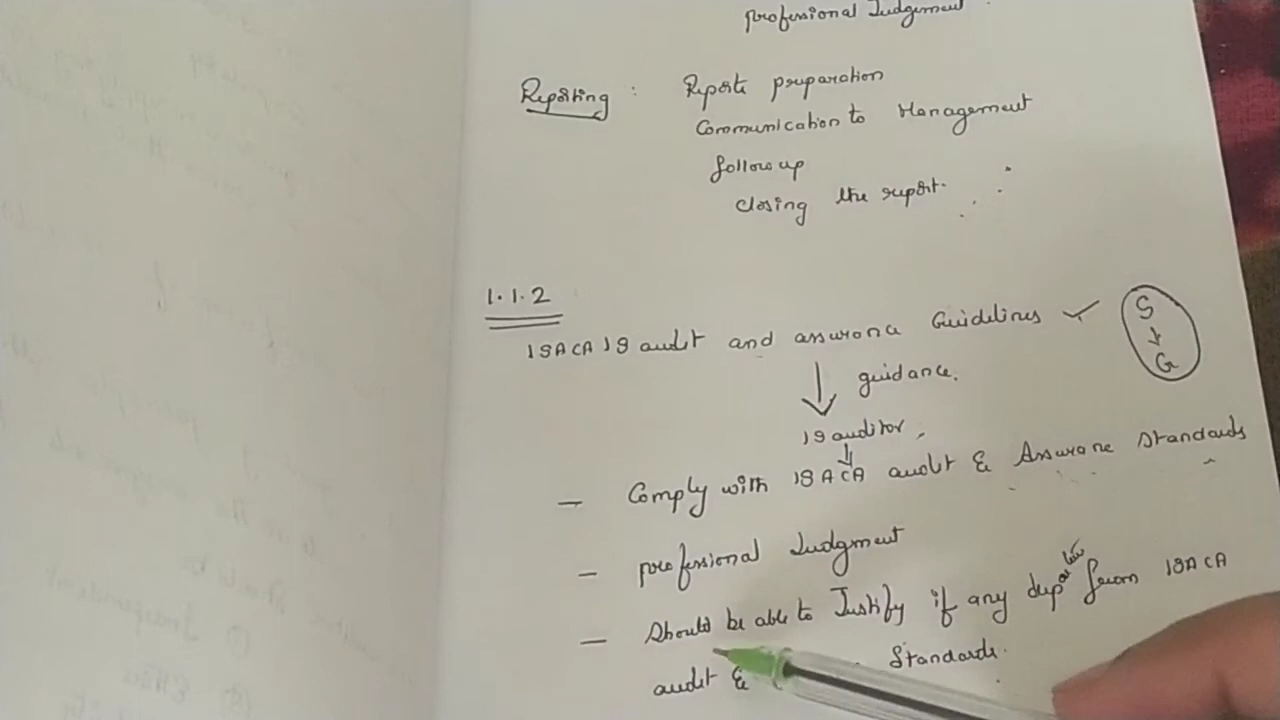 professional Judgement
Reporting : Reports preparation
Communication to Management
follow up
closing the report.
1.1.2
ISACA IS audit and assurance Guidelines
S
G
guidance.
IS auditor,
— Comply with ISACA audit & Assurance Standards
— professional Judgment
— Should be able to Justify if any departure from ISACA
audit & Standards.